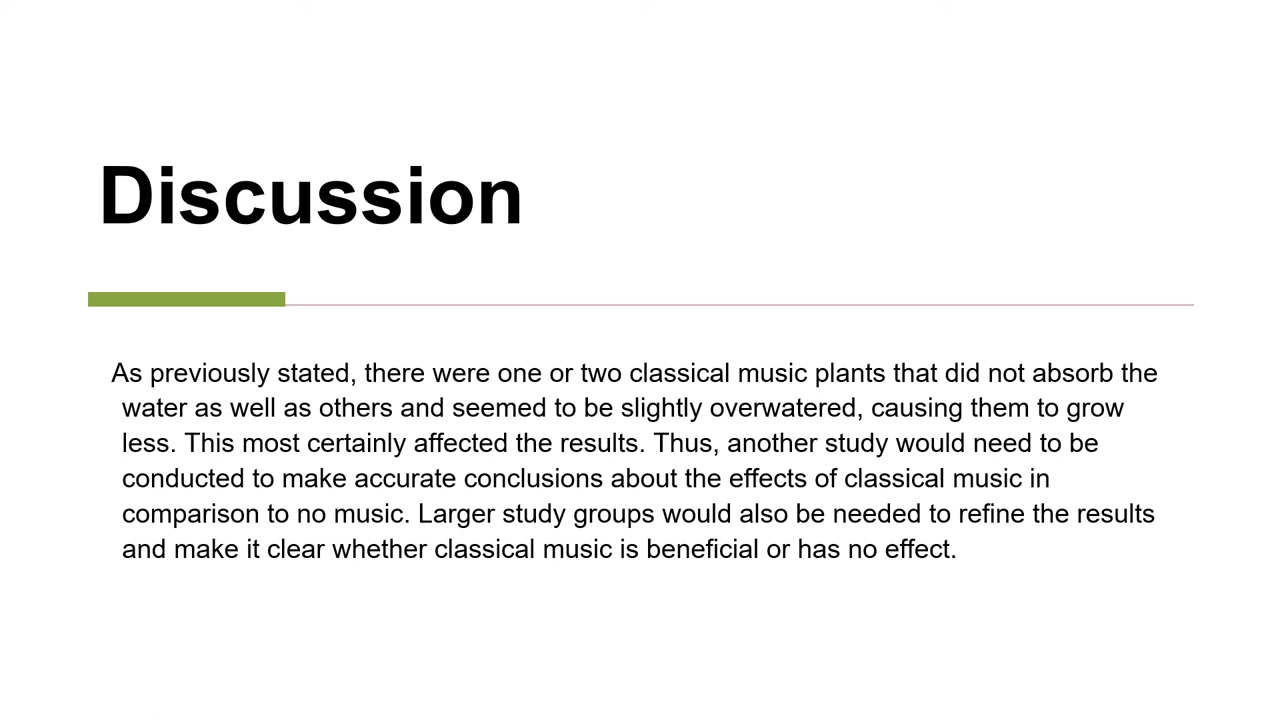 Discussion
As previously stated, there were one or two classical music plants that did not absorb the
water as well as others and seemed to be slightly overwatered, causing them to grow
less. This most certainly affected the results. Thus, another study would need to be
conducted to make accurate conclusions about the effects of classical music in
comparison to no music. Larger study groups would also be needed to refine the results
and make it clear whether classical music is beneficial or has no effect.